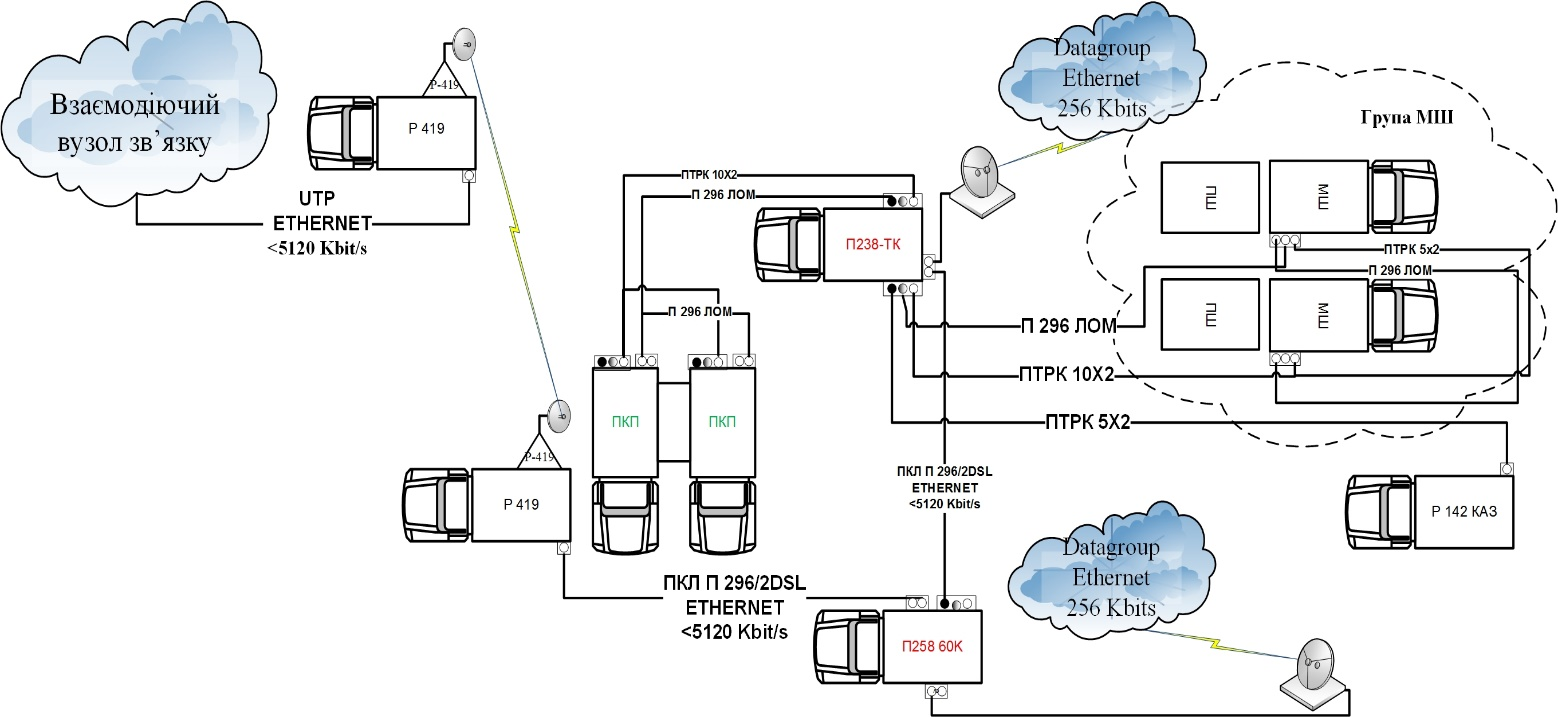 Взаємодіючий
вузол зв’язку
Р-419
Р 419
UTP
ETHERNET
<5120 Kbit/s
Datagroup
Ethernet
256 Kbits
Група МШ
ПТРК 10Х2
П 296 ЛОМ
П238-ТК
ПШ
МШ
ПТРК 5х2
П 296 ЛОМ
ПШ
МШ
П 296 ЛОМ
П 296 ЛОМ
ПТРК 10Х2
ПТРК 5Х2
ПКП
ПКП
Р-419
Р 419
ПКЛ П 296/2DSL
ETHERNET
<5120 Kbit/s
Р 142 КАЗ
Datagroup
Ethernet
256 Kbits
ПКЛ П 296/2DSL
ETHERNET
<5120 Kbit/s
П258 60К